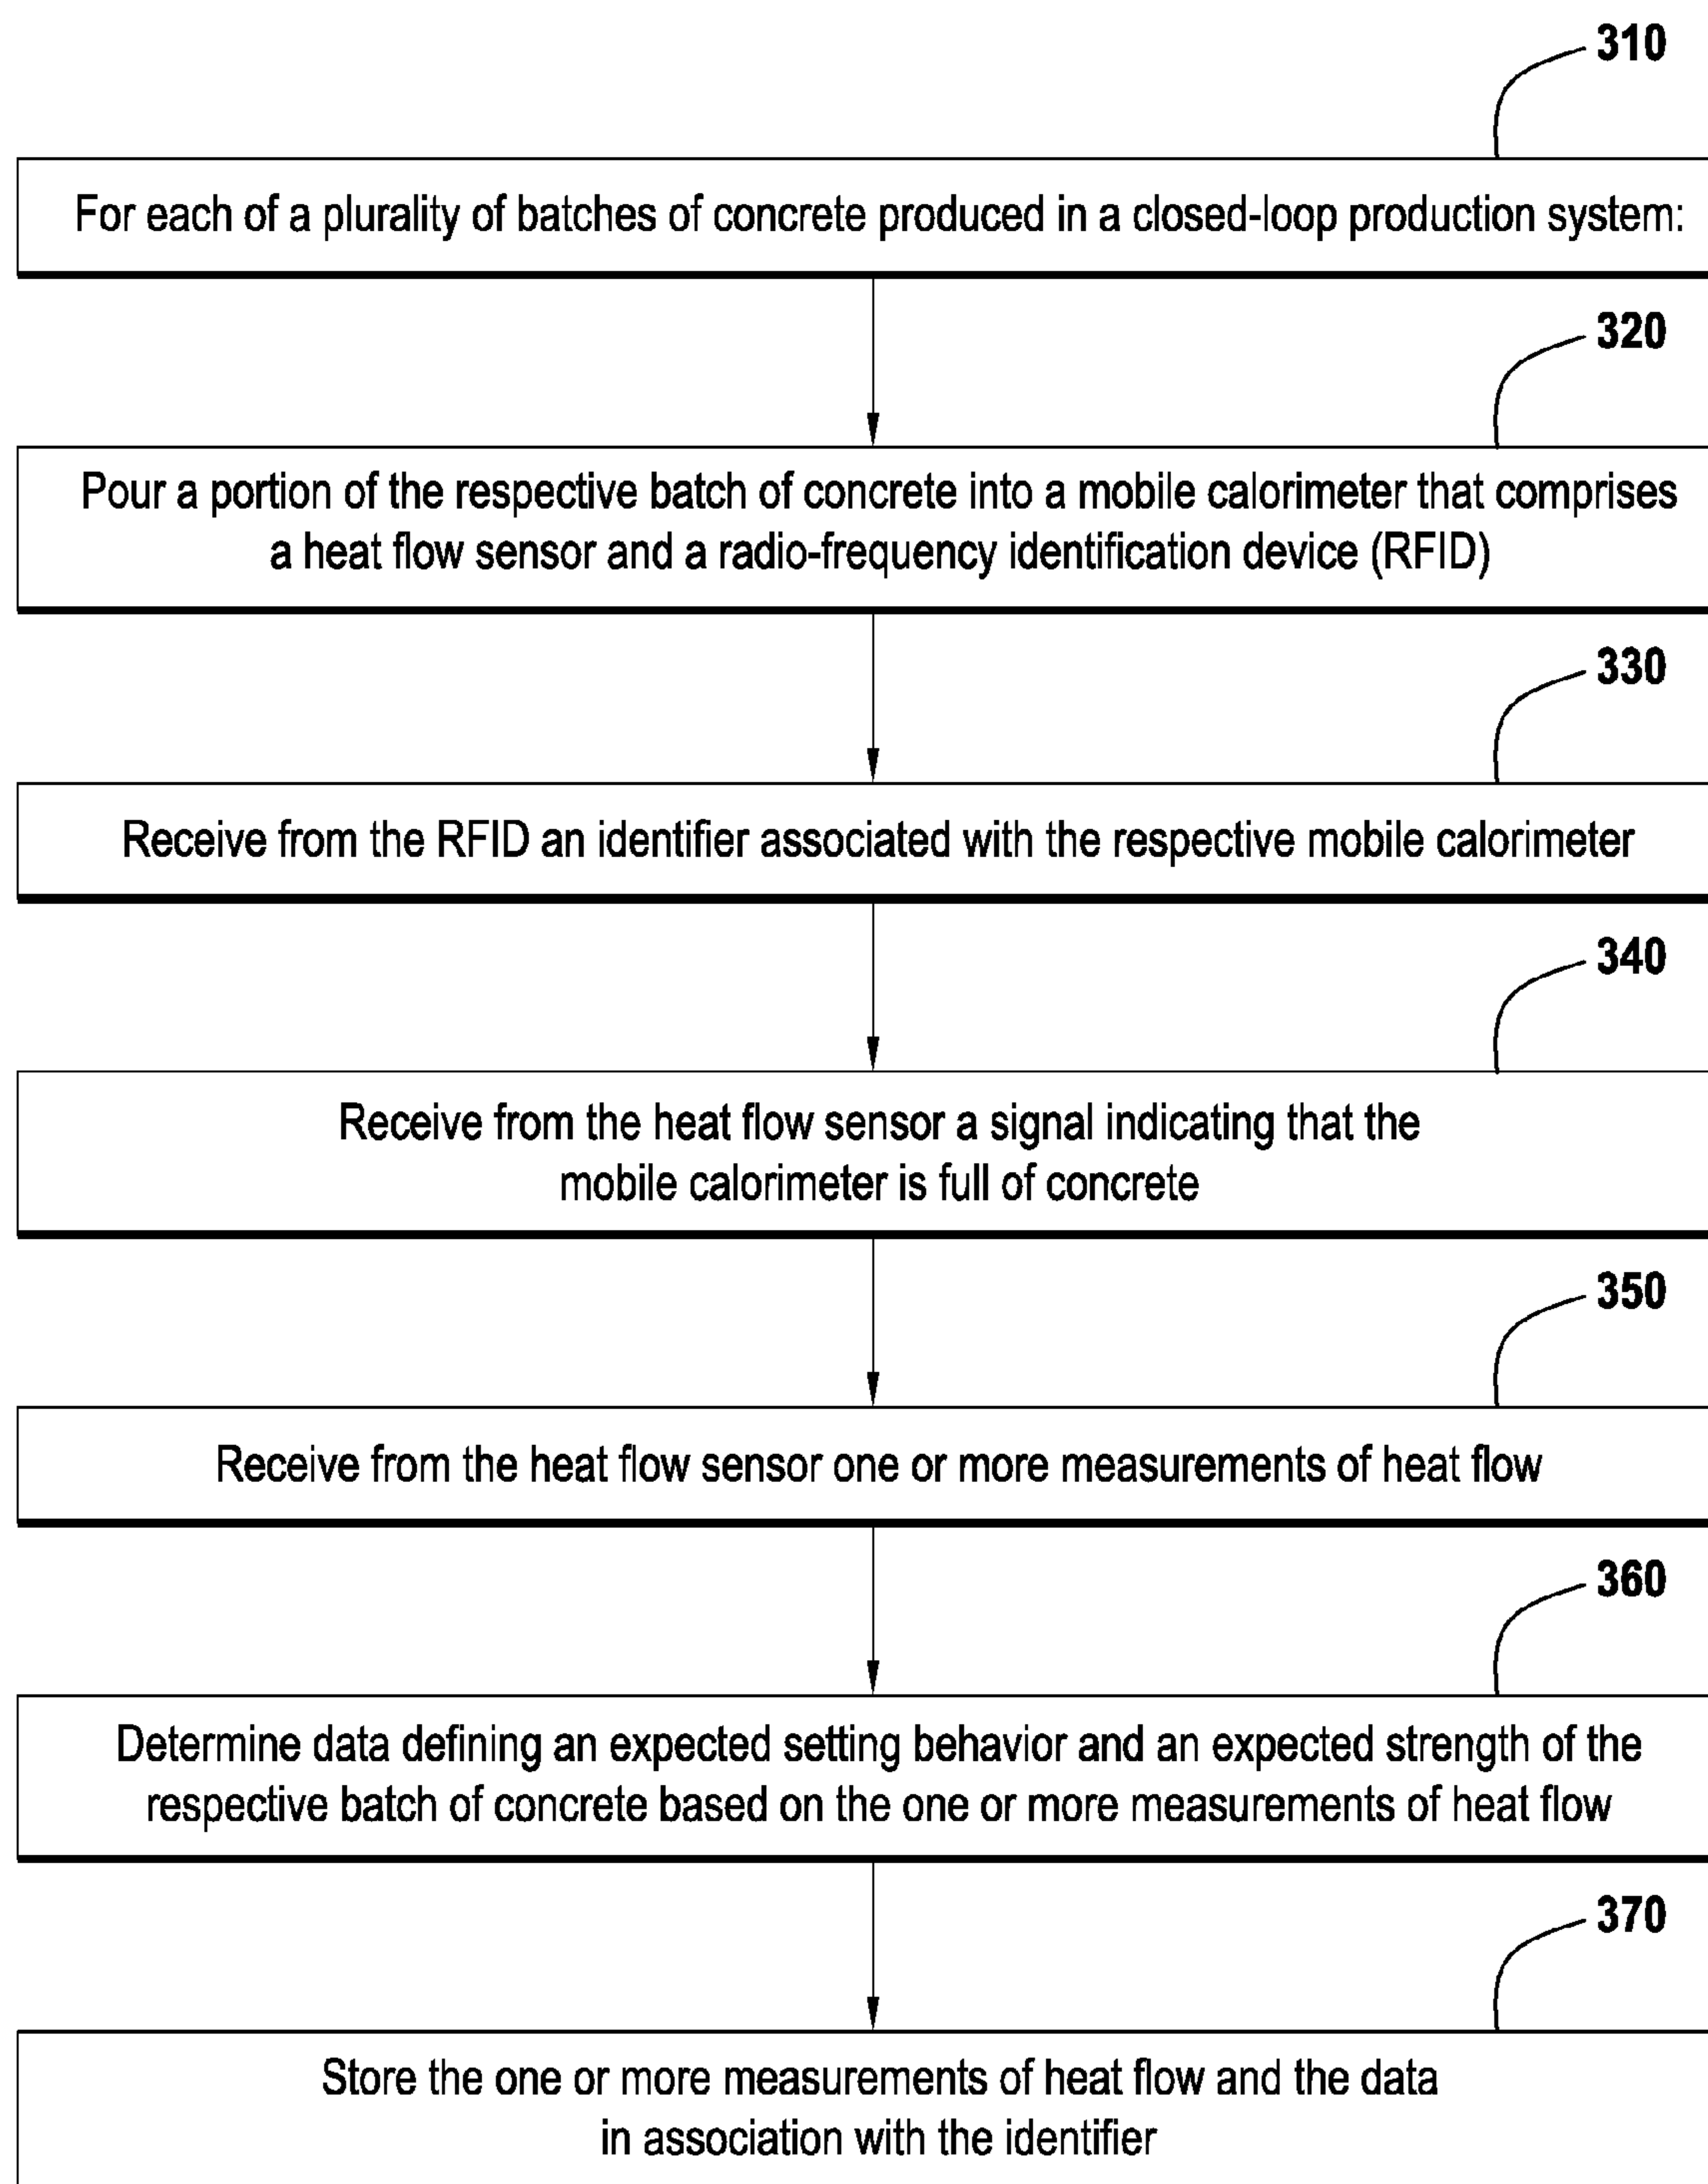 310
For each of a plurality of batches of concrete produced in a closed-loop production system:
320
Pour a portion of the respective batch of concrete into a mobile calorimeter that comprises
a heat flow sensor and a radio-frequency identification device (RFID)
330
Receive from the RFID an identifier associated with the respective mobile calorimeter
340
Receive from the heat flow sensor a signal indicating that the
mobile calorimeter is full of concrete
350
Receive from the heat flow sensor one or more measurements of heat flow
360
Determine data defining an expected setting behavior and an expected strength of the
respective batch of concrete based on the one or more measurements of heat flow
370
Store the one or more measurements of heat flow and the data
in association with the identifier